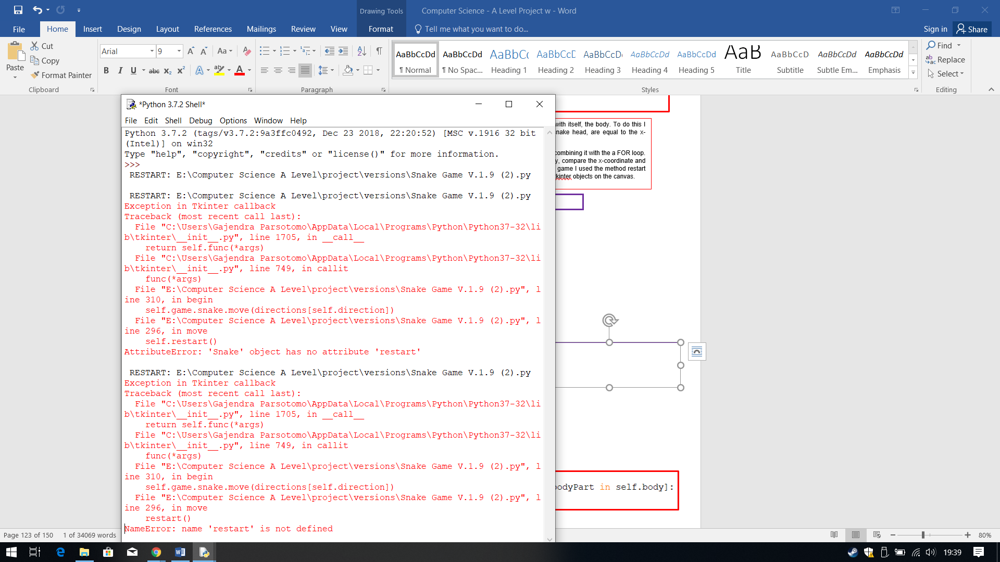 Drawing Tools
Computer Science - A Level Project w - Word
File Home Insert Design Layout References Mailings Review View Format Tell me what you want to do... Sign in Share
Paste
Cut
Copy
Format Painter
Clipboard
Arial 9
Aa
B I U abc x₂ x² A ab A
Font
Paragraph
AaBbCcDd AaBbCcDd AaBbC AaBbCcD AaBbCcD AaBbCcDd AaBbCcDd AaB AaBbCcD AaBbCcDd AaBbCcDd
¶ Normal ¶ No Spac... Heading 1 Heading 2 Heading 3 Heading 4 Heading 5 Title Subtitle Subtle Em... Emphasis
Styles
Find
Replace
Select
Editing
*Python 3.7.2 Shell*
File Edit Shell Debug Options Window Help
Python 3.7.2 (tags/v3.7.2:9a3ffc0492, Dec 23 2018, 22:20:52) [MSC v.1916 32 bit
(Intel)] on win32
Type "help", "copyright", "credits" or "license()" for more information.
>>>
RESTART: E:\Computer Science A Level\project\versions\Snake Game V.1.9 (2).py
RESTART: E:\Computer Science A Level\project\versions\Snake Game V.1.9 (2).py
Exception in Tkinter callback
Traceback (most recent call last):
File "C:\Users\Gajendra Parsotomo\AppData\Local\Programs\Python\Python37-32\li
b\tkinter\__init__.py", line 1705, in __call__
return self.func(*args)
File "C:\Users\Gajendra Parsotomo\AppData\Local\Programs\Python\Python37-32\li
b\tkinter\__init__.py", line 749, in callit
func(*args)
File "E:\Computer Science A Level\project\versions\Snake Game V.1.9 (2).py", l
ine 310, in begin
self.game.snake.move(directions[self.direction])
File "E:\Computer Science A Level\project\versions\Snake Game V.1.9 (2).py", l
ine 296, in move
self.restart()
AttributeError: 'Snake' object has no attribute 'restart'
RESTART: E:\Computer Science A Level\project\versions\Snake Game V.1.9 (2).py
Exception in Tkinter callback
Traceback (most recent call last):
File "C:\Users\Gajendra Parsotomo\AppData\Local\Programs\Python\Python37-32\li
b\tkinter\__init__.py", line 1705, in __call__
return self.func(*args)
File "C:\Users\Gajendra Parsotomo\AppData\Local\Programs\Python\Python37-32\li
b\tkinter\__init__.py", line 749, in callit
func(*args)
File "E:\Computer Science A Level\project\versions\Snake Game V.1.9 (2).py", l
ine 310, in begin
self.game.snake.move(directions[self.direction])
File "E:\Computer Science A Level\project\versions\Snake Game V.1.9 (2).py", l
ine 296, in move
restart()
NameError: name 'restart' is not defined
with itself, the body. To do this I
snake head, are equal to the x-
combining it with the a FOR loop.
y, compare the x-coordinate and
game I used the method restart
tkinter objects on the canvas.
bodyPart in self.body]:
Page 123 of 150 1 of 34069 words
80%
19:39